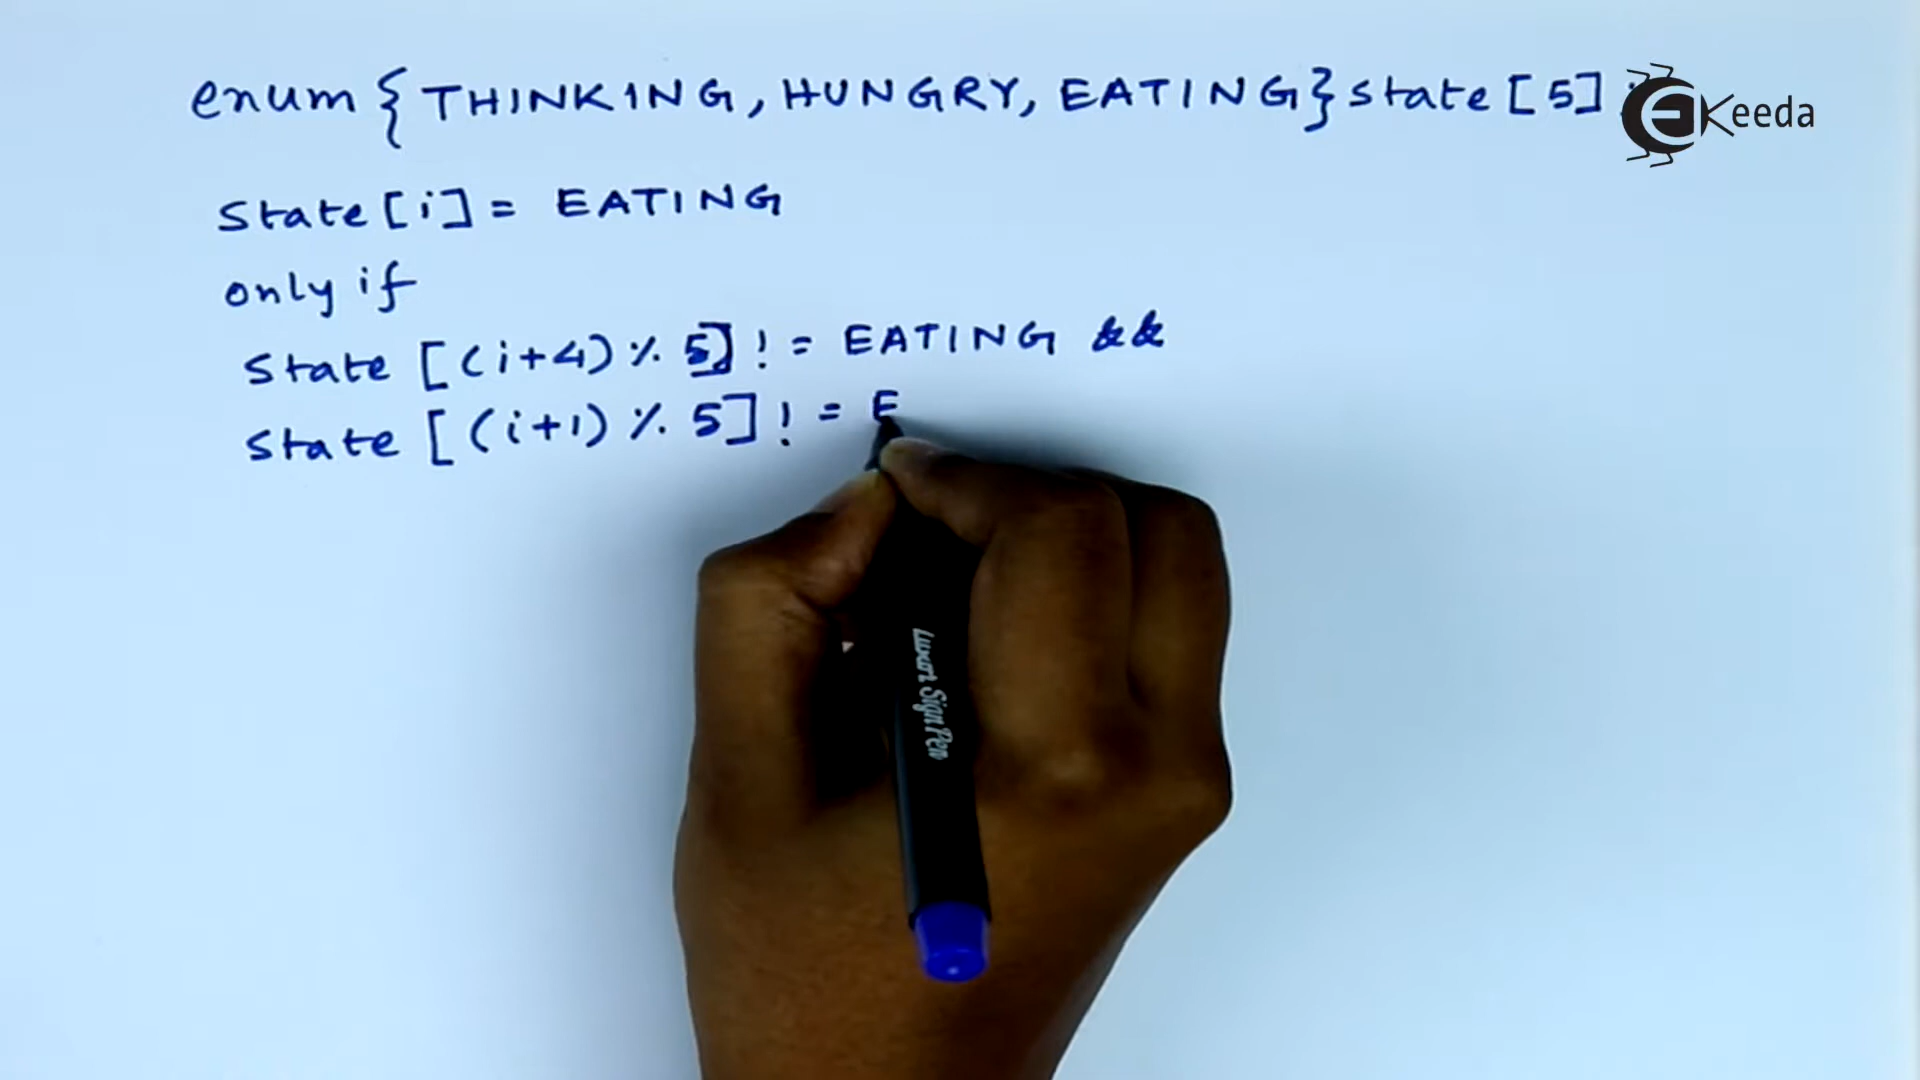 enum {THINKING, HUNGRY, EATING} state [5] ;
EKeeda
State [i] = EATING
only if
State [(i+4) % 5] ! = EATING &&
State [(i+1) % 5] ! = E
Luxor Sign Pen